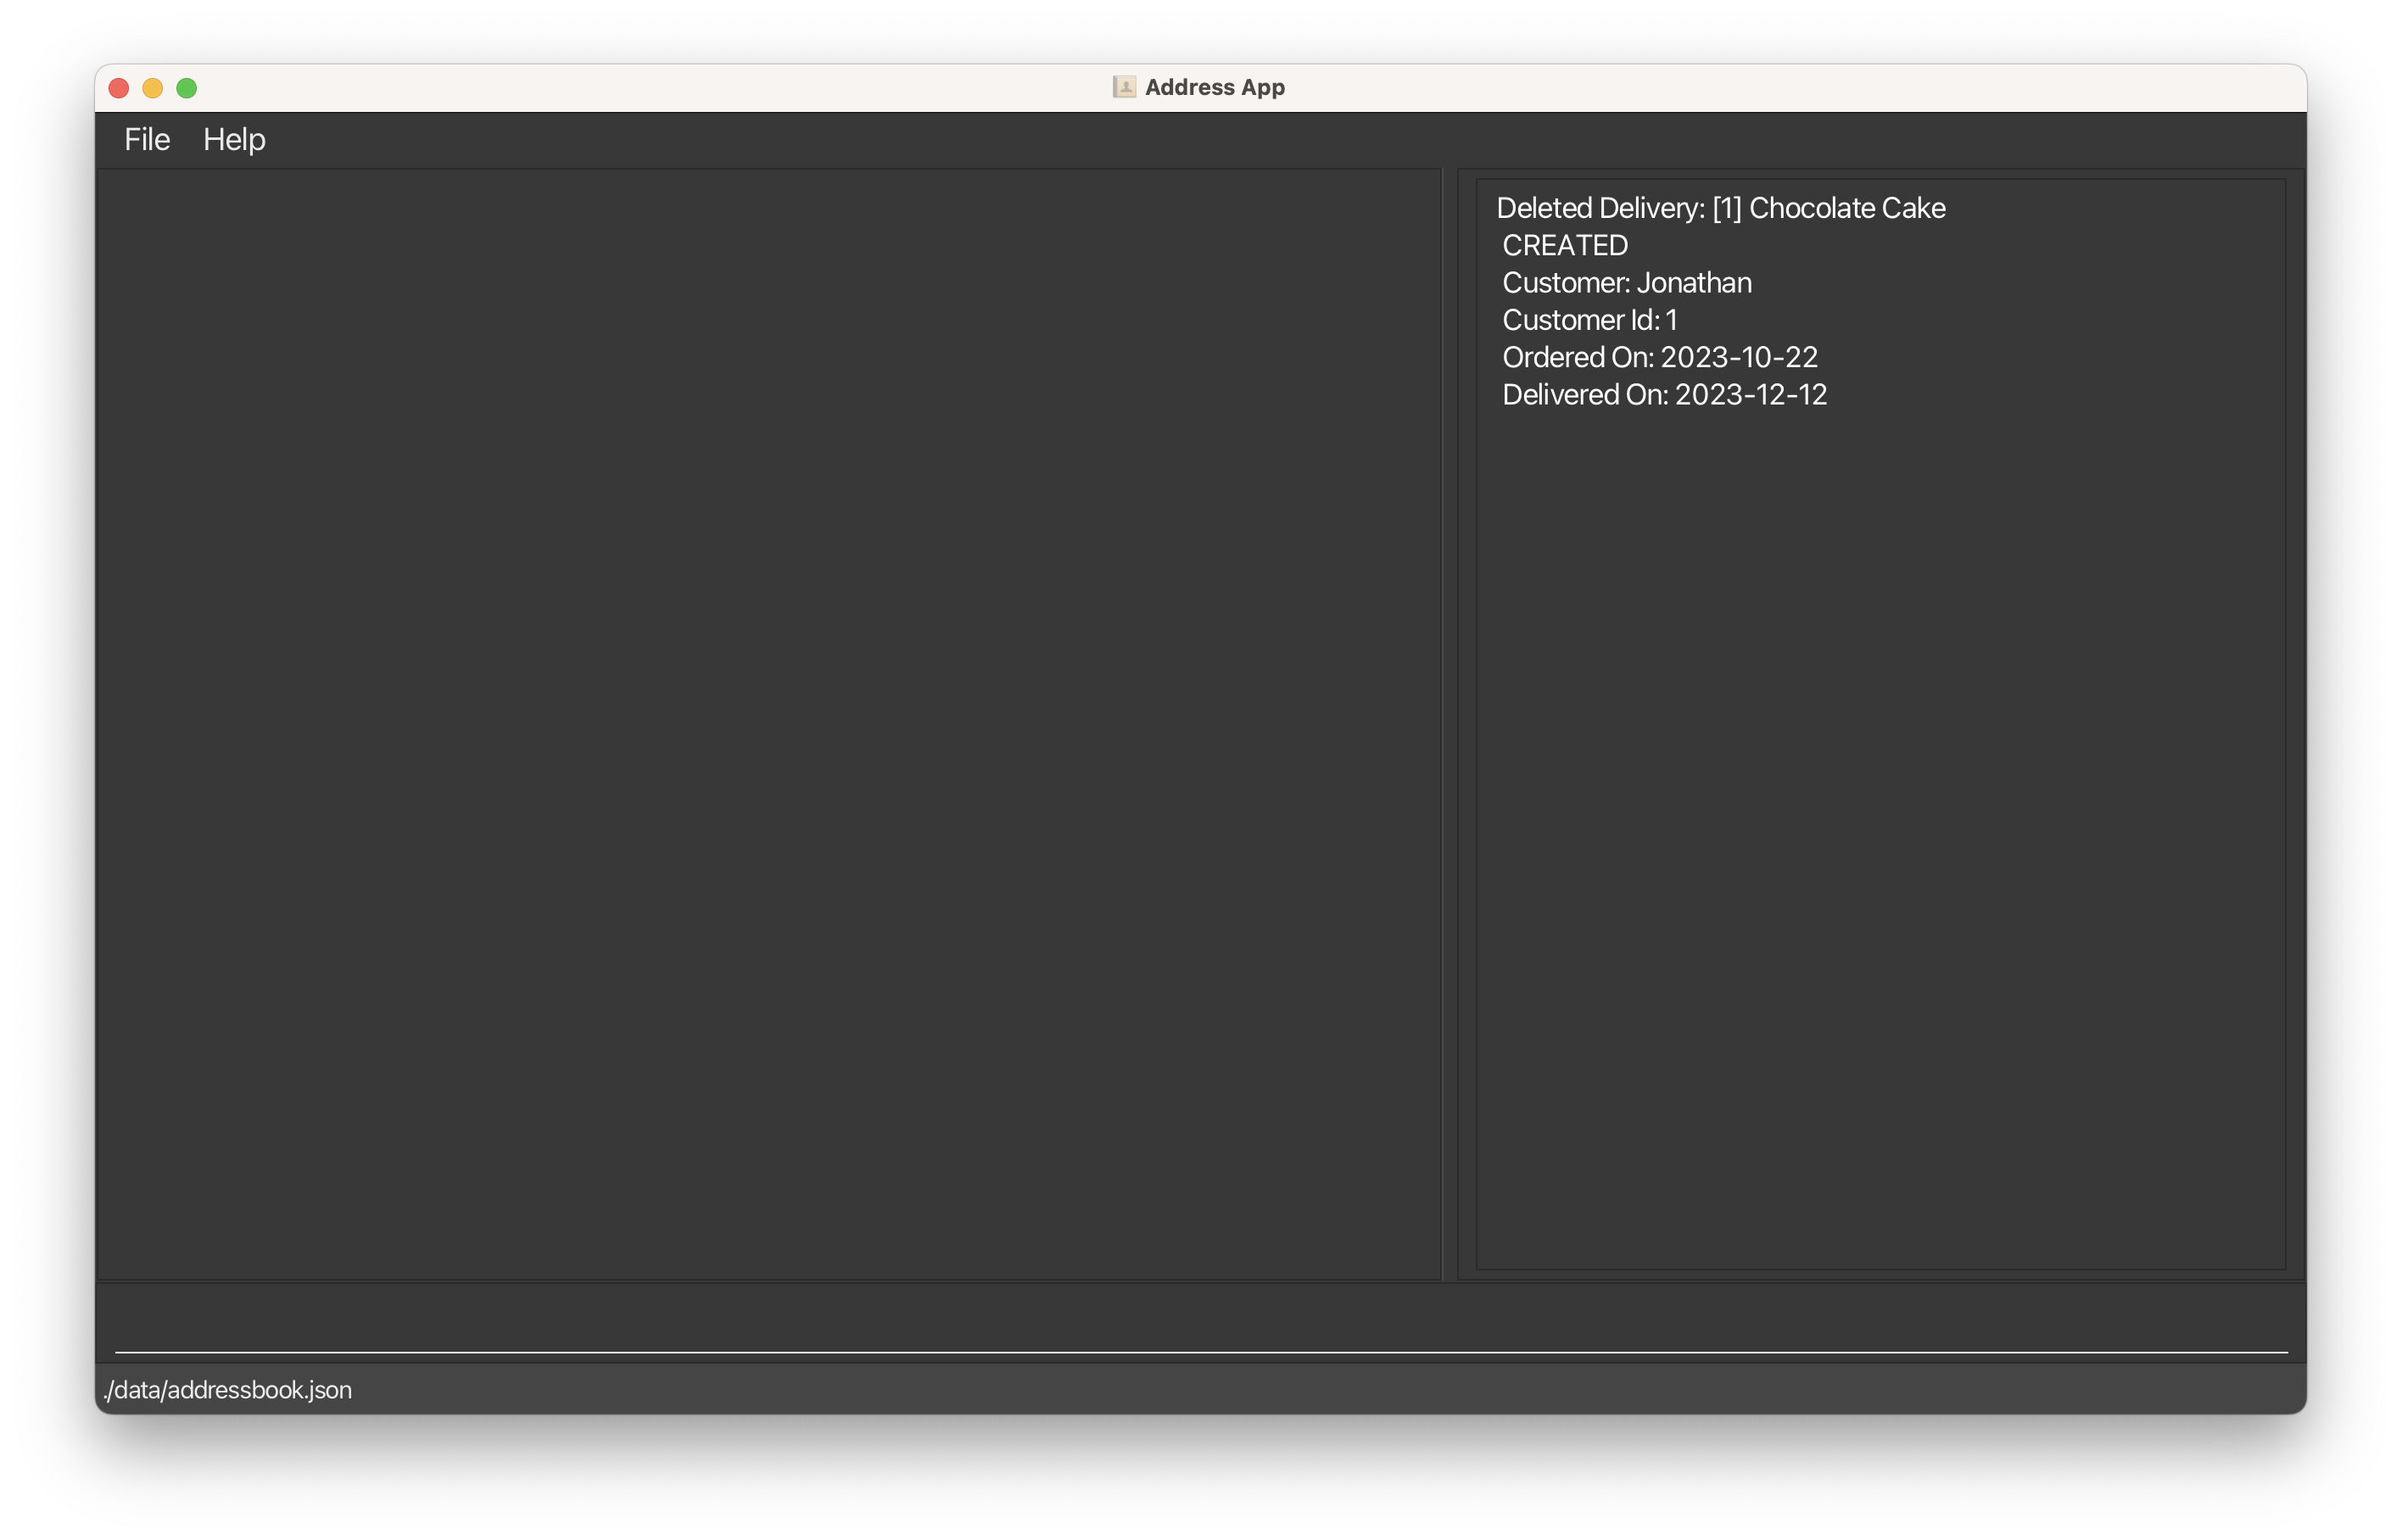 Address App
File Help
Deleted Delivery: [1] Chocolate Cake
CREATED
Customer: Jonathan
Customer Id: 1
Ordered On: 2023-10-22
Delivered On: 2023-12-12
./data/addressbook.json